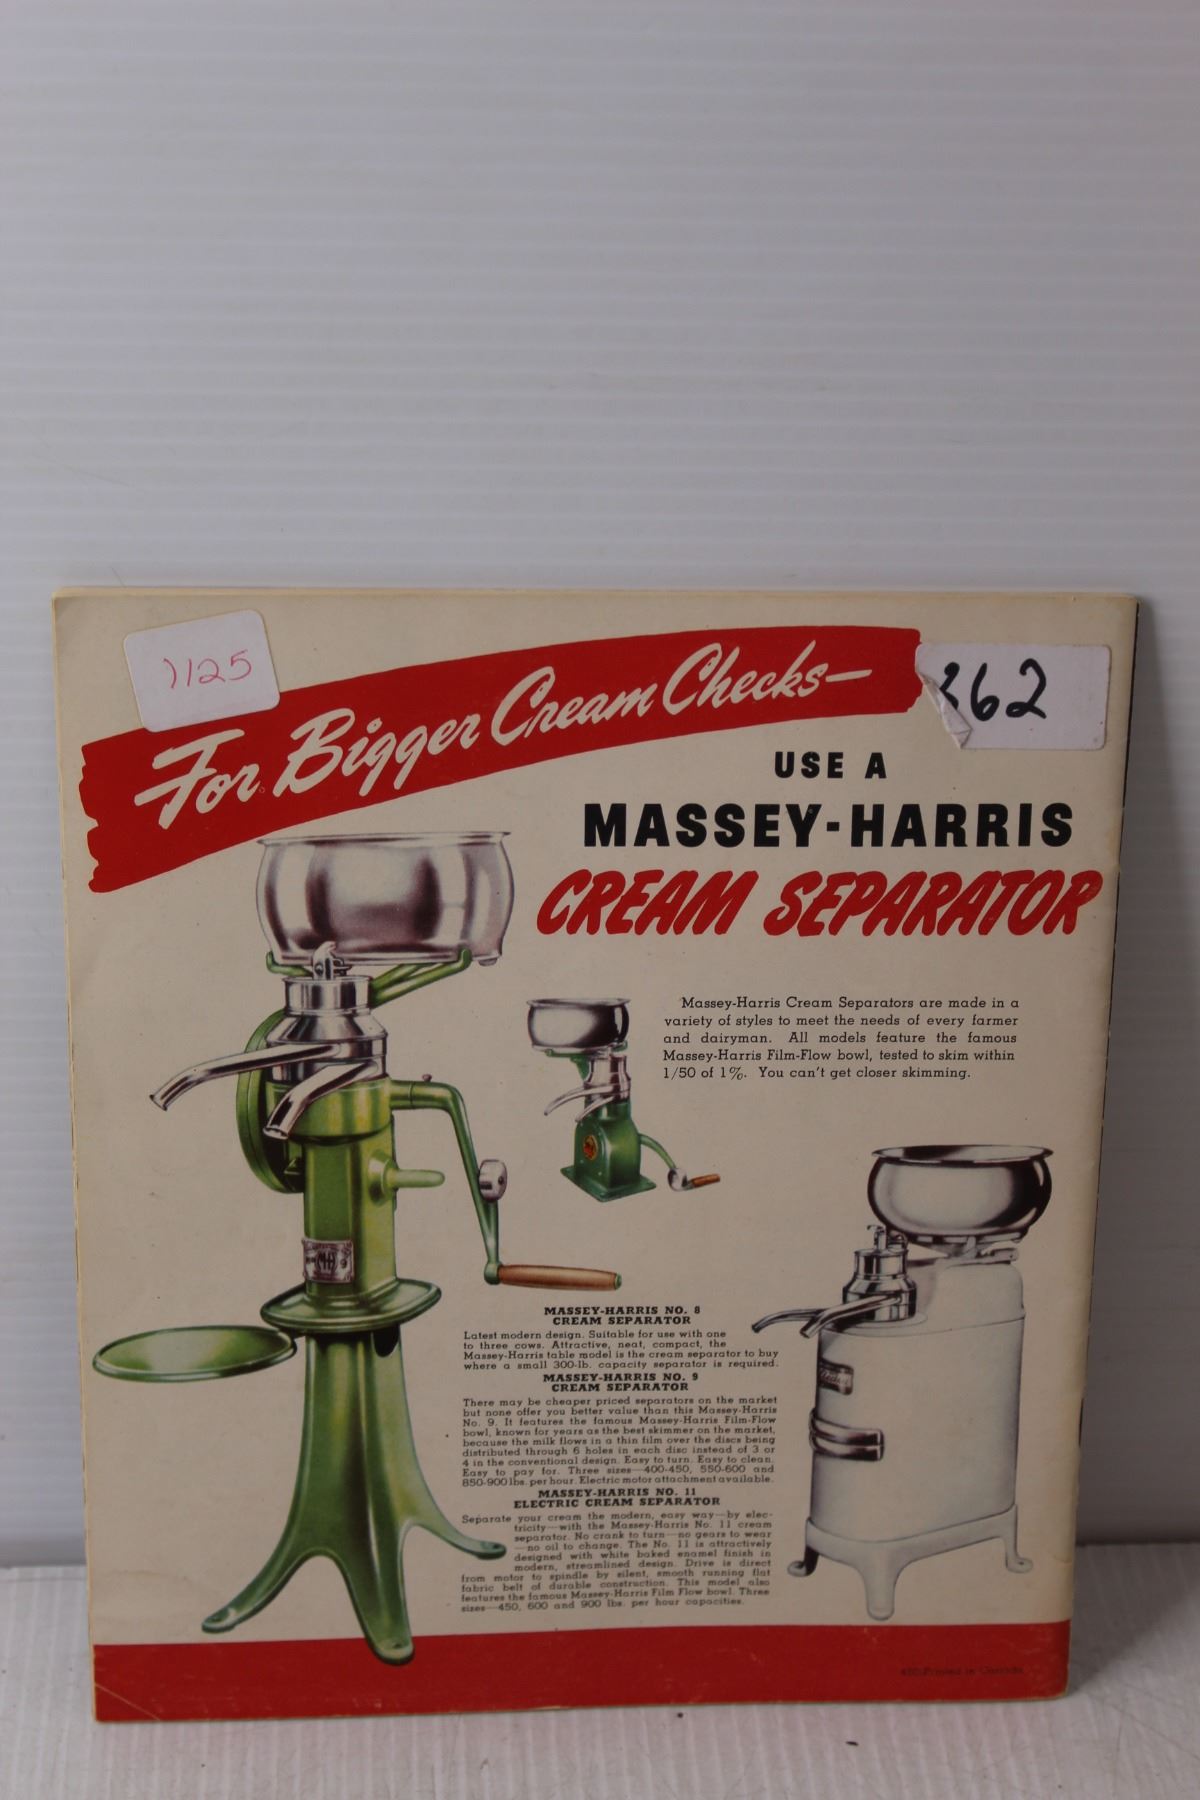 1125
362
For Bigger Cream Checks—
USE A
MASSEY-HARRIS
CREAM SEPARATOR
Massey-Harris Cream Separators are made in a
variety of styles to meet the needs of every farmer
and dairyman. All models feature the famous
Massey-Harris Film-Flow bowl, tested to skim within
1/50 of 1%. You can't get closer skimming.
MASSEY-HARRIS NO. 8
CREAM SEPARATOR
Latest modern design. Suitable for use with one
to three cows. Attractive, neat, compact, the
Massey-Harris table model is the cream separator to buy
where a small 300-lb. capacity separator is required.
MASSEY-HARRIS NO. 9
CREAM SEPARATOR
There may be cheaper priced separators on the market
but none offer you better value than this Massey-Harris
No. 9. It features the famous Massey-Harris Film-Flow
bowl, known for years as the best skimmer on the market,
because the milk flows in a thin film over the discs being
distributed through 6 holes in each disc instead of 3 or
4 in the conventional design. Easy to turn. Easy to clean.
Easy to pay for. Three sizes—400-450, 550-600 and
850-900 lbs. per hour. Electric motor attachment available.
MASSEY-HARRIS NO. 11
ELECTRIC CREAM SEPARATOR
Separate your cream the modern, easy way—by elec-
tricity—with the Massey-Harris No. 11 cream
separator. No crank to turn—no gears to wear
—no oil to change. The No. 11 is attractively
designed with white baked enamel finish in
modern, streamlined design. Drive is direct
from motor to spindle by silent, smooth running flat
fabric belt of durable construction. This model also
features the famous Massey-Harris Film Flow bowl. Three
sizes—450, 600 and 900 lbs. per hour capacities.
Printed in Canada